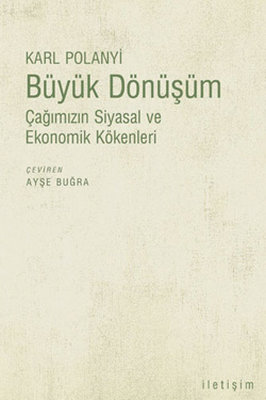 KARL POLANYİ
Büyük Dönüşüm
Çağımızın Siyasal ve
Ekonomik Kökenleri
ÇEVİREN
AYŞE BUĞRA
iletişim